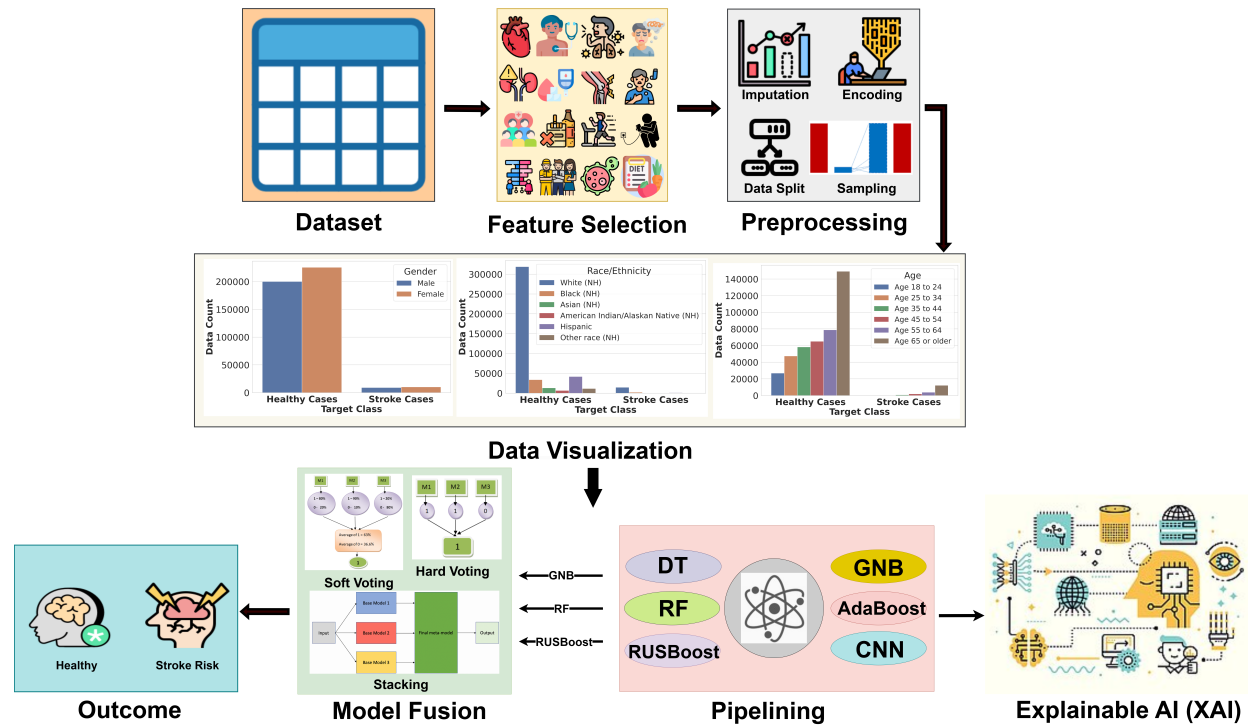 DIET
Imputation
Encoding
Data Split
Sampling
Dataset
Feature Selection
Preprocessing
Gender
Male
Female
200000
150000
100000
50000
0
Data Count
Healthy Cases
Stroke Cases
Target Class
Race/Ethnicity
White (NH)
Black (NH)
Asian (NH)
American Indian/Alaskan Native (NH)
Hispanic
Other race (NH)
300000
250000
200000
150000
100000
50000
0
Data Count
Healthy Cases
Stroke Cases
Target Class
Age
Age 18 to 24
Age 25 to 34
Age 35 to 44
Age 45 to 54
Age 55 to 64
Age 65 or older
140000
120000
100000
80000
60000
40000
20000
0
Data Count
Healthy Cases
Stroke Cases
Target Class
Data Visualization
M1
M2
M3
Soft Voting
M1
M2
M3
1
1
0
1
Hard Voting
Input
Base Model 1
Base Model 2
Base Model 3
Final meta model
Output
Stacking
Model Fusion
GNB
RF
RUSBoost
DT
RF
RUSBoost
GNB
AdaBoost
CNN
Pipelining
Healthy
Stroke Risk
Outcome
Explainable AI (XAI)